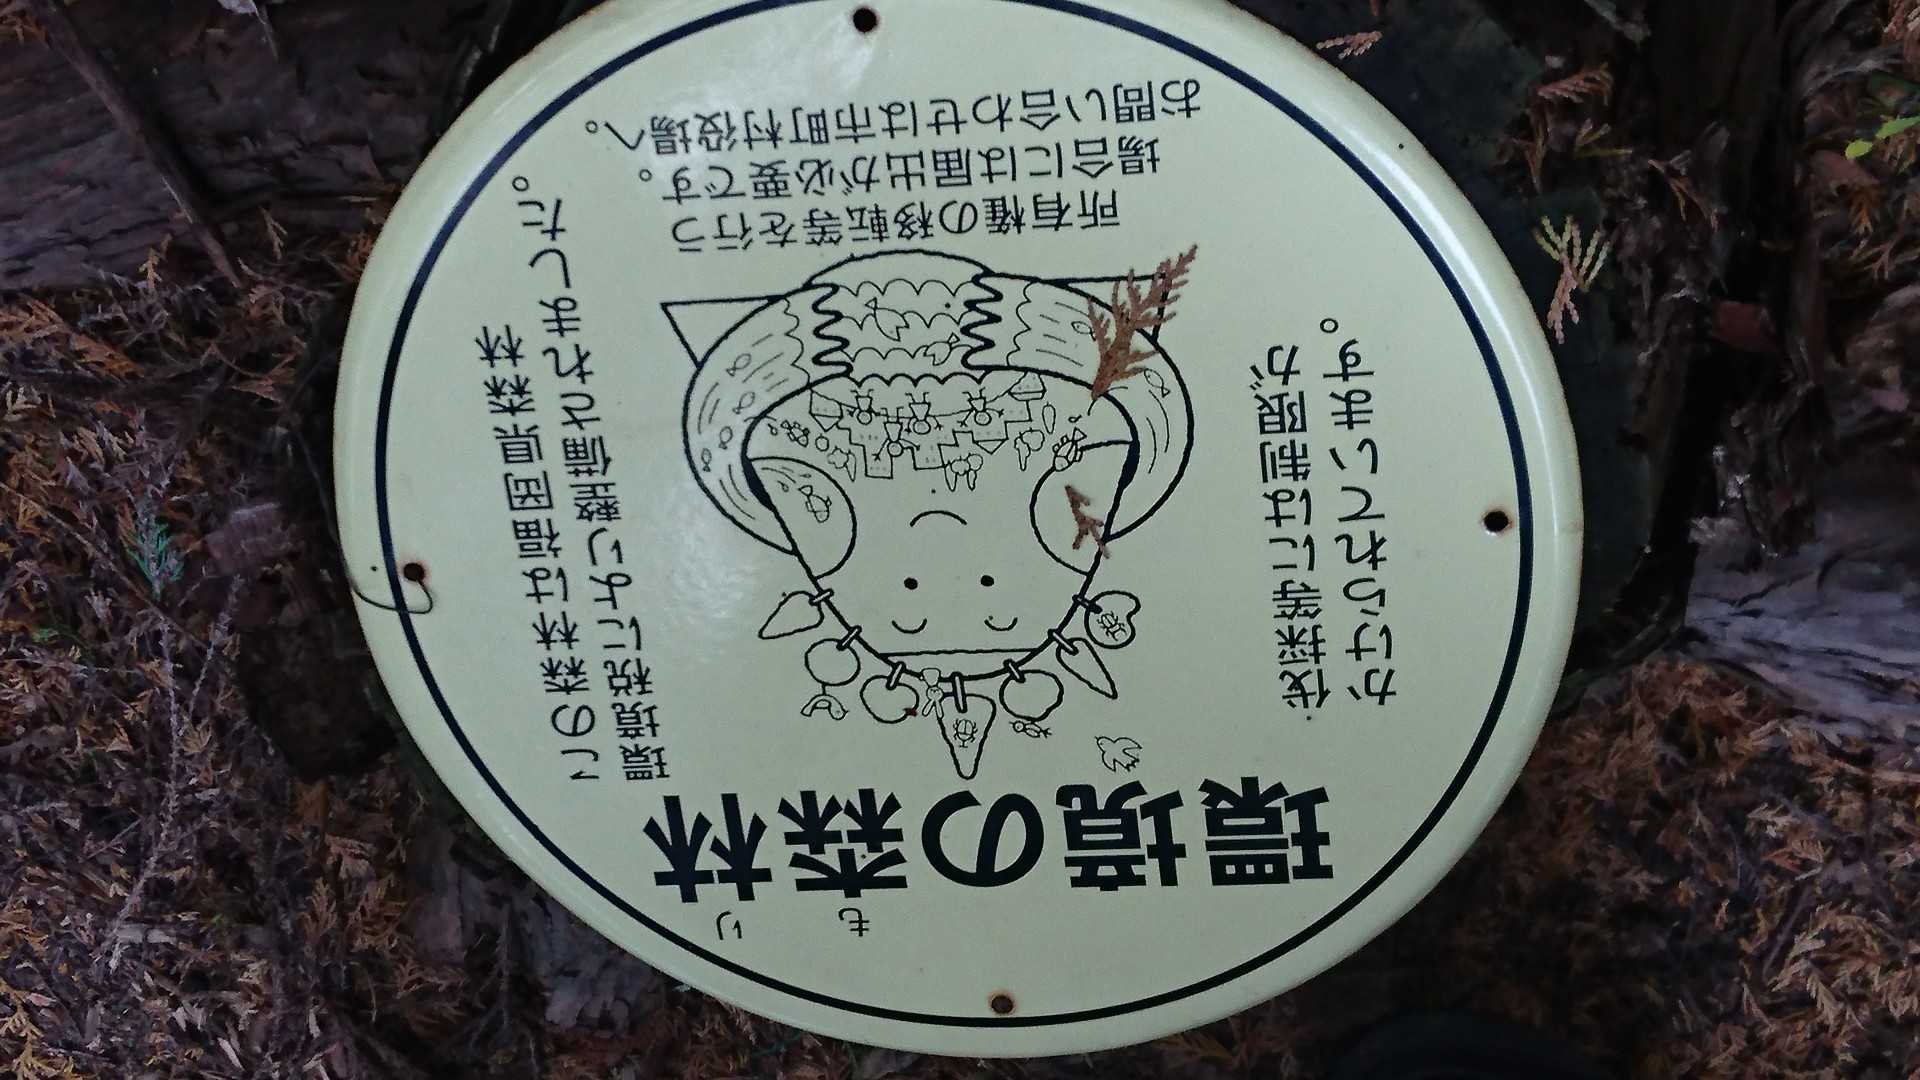 もり
環境の森林
この森林は福岡県森林
環境税により整備されました。
伐採等には制限が
かけられています。
所有権の移転等を行う
場合には届出が必要です。
お問い合わせは市町村役場へ。